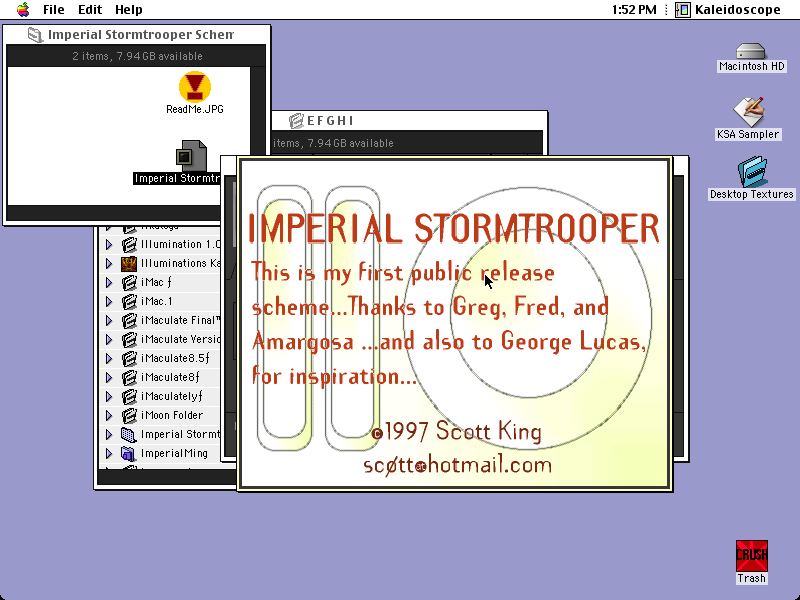 File Edit Help
1:52 PM Kaleidoscope
Imperial Stormtrooper Schem
2 items, 7.94 GB available
ReadMe.JPG
Imperial Stormtr
EFGHI
items, 7.94 GB available
Illumination 1.0
Illuminations Ka
iMac ƒ
iMac.1
iMaculate Final™
iMaculate Versio
iMaculate8.5ƒ
iMaculate8ƒ
iMaculatelyƒ
iMoon Folder
Imperial Stormt
ImperialMing
IMPERIAL STORMTROOPER
This is my first public release
scheme...Thanks to Greg, Fred, and
Amargosa ...and also to George Lucas,
for inspiration...
©1997 Scott King
scøtt@hotmail.com
Macintosh HD
KSA Sampler
Desktop Textures
CRUSH
Trash